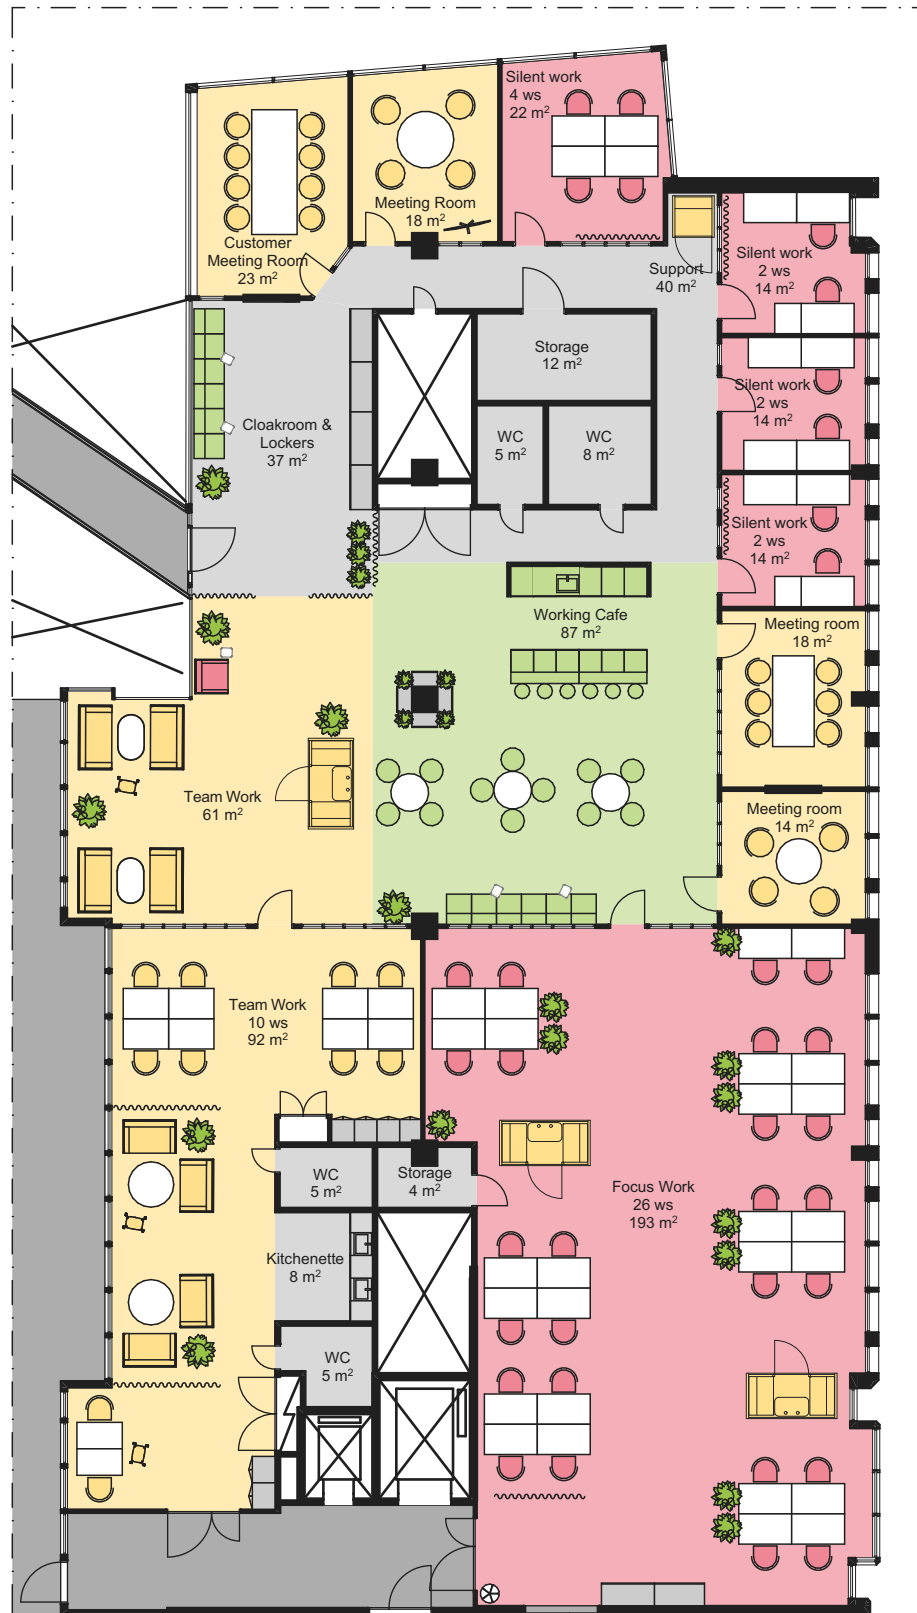 Silent work
4 ws
22 m²
Meeting Room
18 m²
Customer
Meeting Room
23 m²
Support
40 m²
Silent work
2 ws
14 m²
Storage
12 m²
Silent work
2 ws
14 m²
Cloakroom &
Lockers
37 m²
WC
5 m²
WC
8 m²
Silent work
2 ws
14 m²
Working Cafe
87 m²
Meeting room
18 m²
Team Work
61 m²
Meeting room
14 m²
Team Work
10 ws
92 m²
WC
5 m²
Storage
4 m²
Focus Work
26 ws
193 m²
Kitchenette
8 m²
WC
5 m²